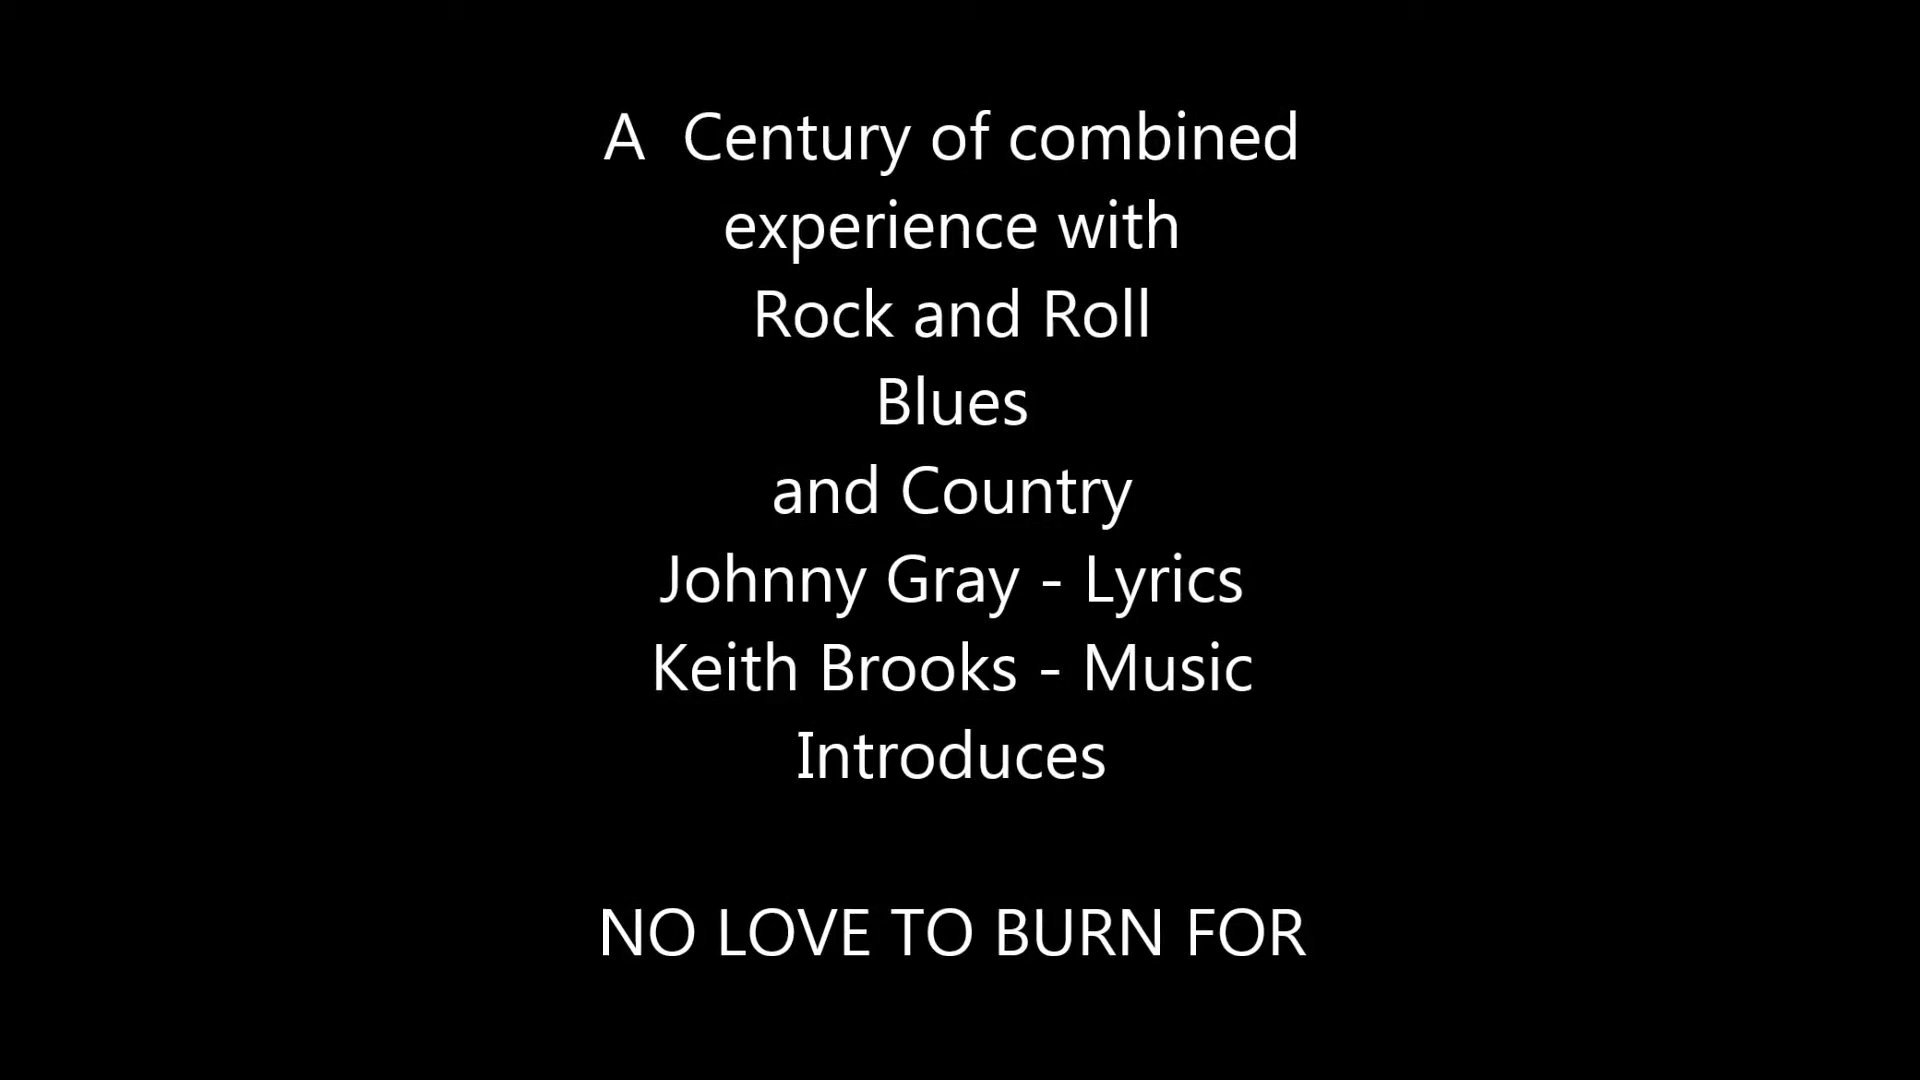 A  Century of combined
experience with
Rock and Roll
Blues
and Country
Johnny Gray - Lyrics
Keith Brooks - Music
Introduces
NO LOVE TO BURN FOR